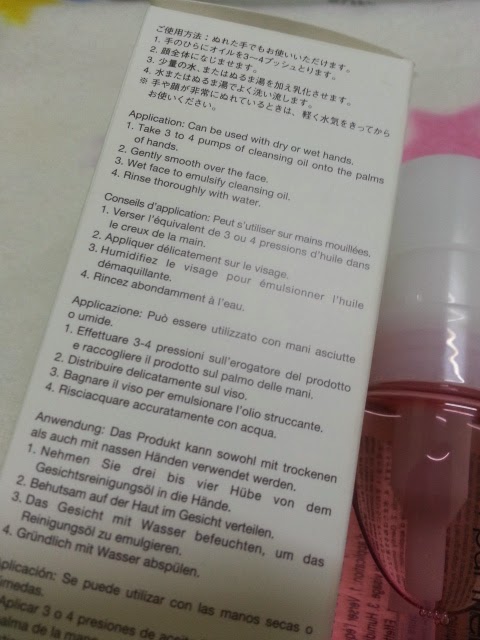 ご使用方法：ぬれた手でもお使いいただけます。
1. 手のひらにオイルを3〜4プッシュとります。
2. 顔全体になじませます。
3. 少量の水、またはぬるま湯を加え乳化させます。
4. 水またはぬるま湯でよく洗い流します。
※ 手や顔が非常にぬれているときは、軽く水気をきってから
お使いください。
Application: Can be used with dry or wet hands.
1. Take 3 to 4 pumps of cleansing oil onto the palms
of hands.
2. Gently smooth over the face.
3. Wet face to emulsify cleansing oil.
4. Rinse thoroughly with water.
Conseils d'application: Peut s'utiliser sur mains mouillées.
1. Verser l'équivalent de 3 ou 4 pressions d'huile dans
le creux de la main.
2. Appliquer délicatement sur le visage.
3. Humidifiez le visage pour émulsionner l'huile
démaquillante.
4. Rincez abondamment à l'eau.
Applicazione: Può essere utilizzato con mani asciutte
o umide.
1. Effettuare 3-4 pressioni sull'erogatore del prodotto
e raccogliere il prodotto sul palmo delle mani.
2. Distribuire delicatamente sul viso.
3. Bagnare il viso per emulsionare l'olio struccante.
4. Risciacquare accuratamente con acqua.
Anwendung: Das Produkt kann sowohl mit trockenen
als auch mit nassen Händen verwendet werden.
1. Nehmen Sie drei bis vier Hübe von dem
Gesichtsreinigungsöl in die Hände.
2. Behutsam auf der Haut im Gesicht verteilen.
3. Das Gesicht mit Wasser befeuchten, um das
Reinigungsöl zu emulgieren.
4. Gründlich mit Wasser abspülen.
plicación: Se puede utilizar con las manos secas o
imedas.
Aplicar 3 o 4 presiones de aceit
alma de la mano